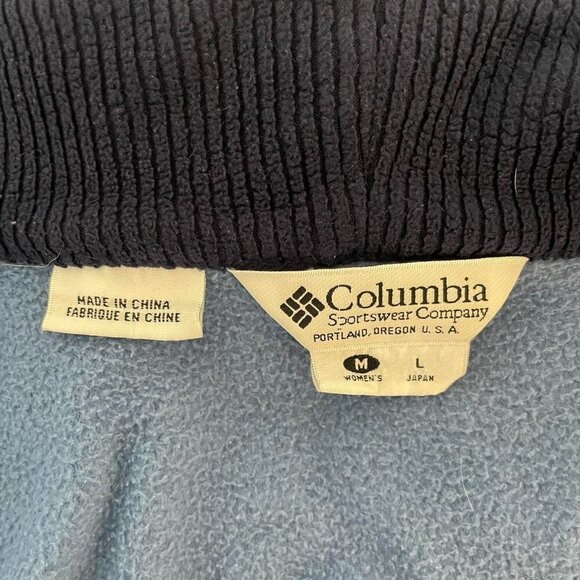 MADE IN CHINA
FABRIQUE EN CHINE
Columbia
Sportswear Company
PORTLAND, OREGON U.S.A.
M L
WOMEN'S JAPAN